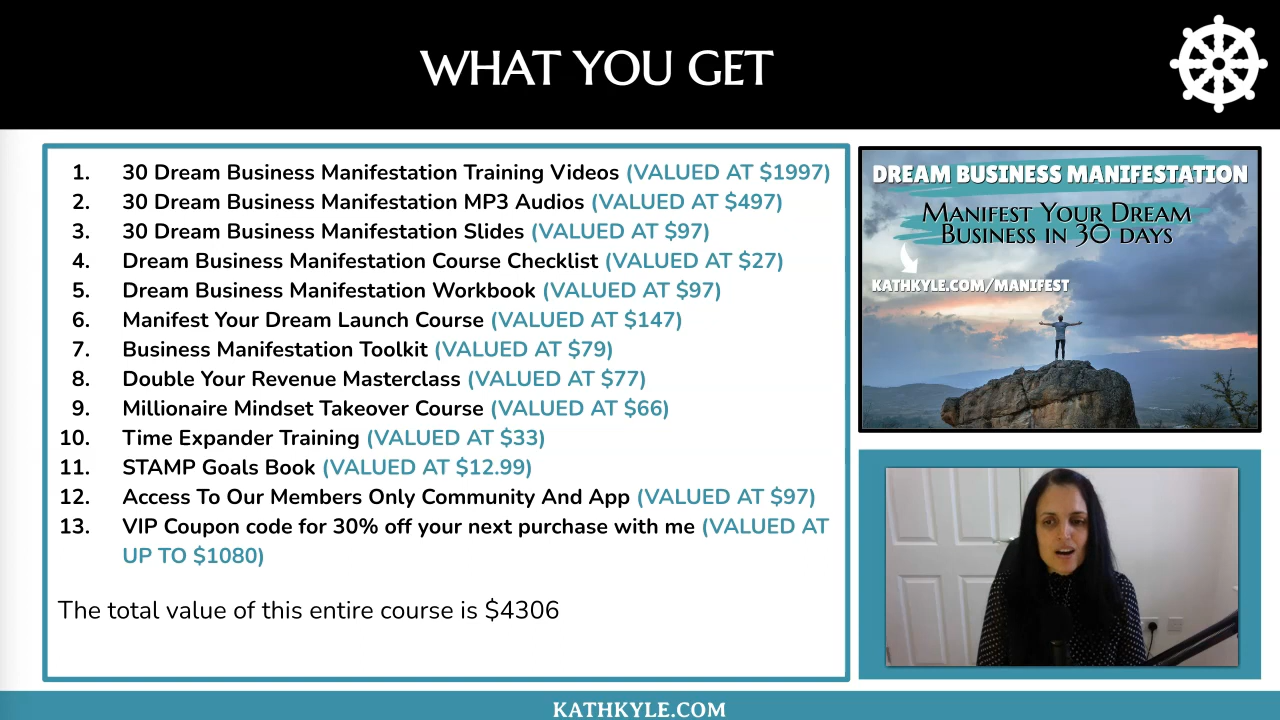 WHAT YOU GET
1. 30 Dream Business Manifestation Training Videos (VALUED AT $1997)
2. 30 Dream Business Manifestation MP3 Audios (VALUED AT $497)
3. 30 Dream Business Manifestation Slides (VALUED AT $97)
4. Dream Business Manifestation Course Checklist (VALUED AT $27)
5. Dream Business Manifestation Workbook (VALUED AT $97)
6. Manifest Your Dream Launch Course (VALUED AT $147)
7. Business Manifestation Toolkit (VALUED AT $79)
8. Double Your Revenue Masterclass (VALUED AT $77)
9. Millionaire Mindset Takeover Course (VALUED AT $66)
10. Time Expander Training (VALUED AT $33)
11. STAMP Goals Book (VALUED AT $12.99)
12. Access To Our Members Only Community And App (VALUED AT $97)
13. VIP Coupon code for 30% off your next purchase with me (VALUED AT
UP TO $1080)
The total value of this entire course is $4306
DREAM BUSINESS MANIFESTATION
Manifest Your Dream
Business in 30 days
KATHKYLE.COM/MANIFEST
KATHKYLE.COM